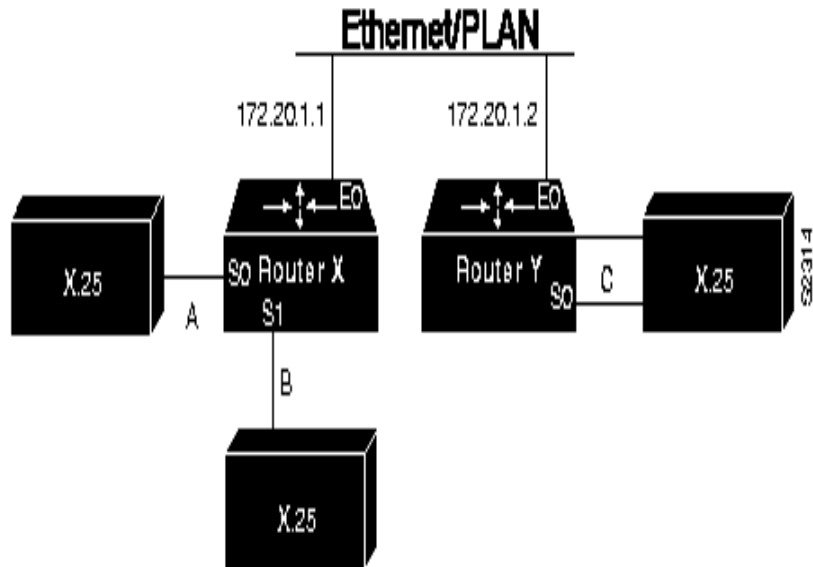 Ethernet/PLAN
172.20.1.1
172.20.1.2
E0
E0
X.25
S0 Router X
S1
A
Router Y
S0
C
X.25
S2314
B
X.25